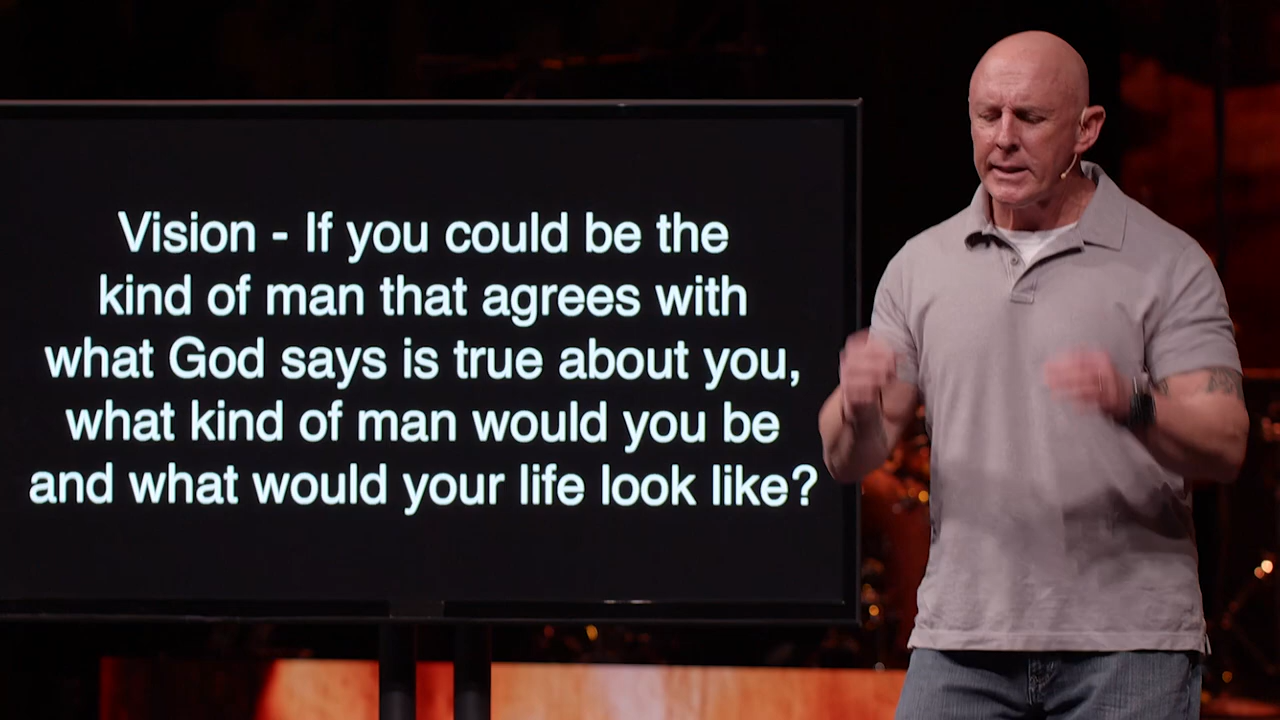 Vision - If you could be the
kind of man that agrees with
what God says is true about you,
what kind of man would you be
and what would your life look like?